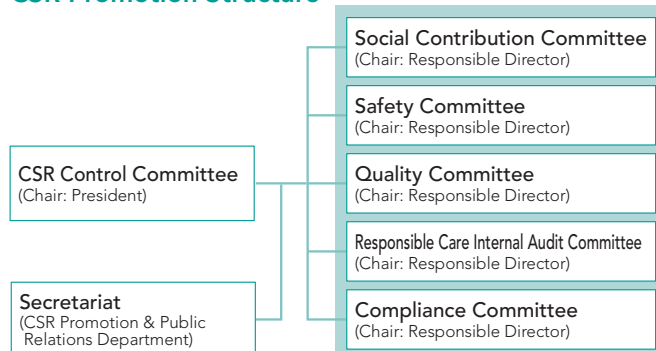 CSR Promotion Structure
Social Contribution Committee
(Chair: Responsible Director)
Safety Committee
(Chair: Responsible Director)
CSR Control Committee
(Chair: President)
Quality Committee
(Chair: Responsible Director)
Responsible Care Internal Audit Committee
(Chair: Responsible Director)
Secretariat
(CSR Promotion & Public
Relations Department)
Compliance Committee
(Chair: Responsible Director)